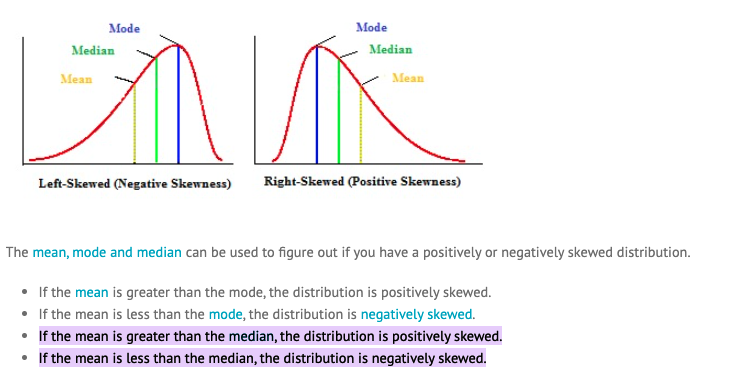 Mode
Median
Mean
Left-Skewed (Negative Skewness)
Mode
Median
Mean
Right-Skewed (Positive Skewness)
The mean, mode and median can be used to figure out if you have a positively or negatively skewed distribution.
• If the mean is greater than the mode, the distribution is positively skewed.
• If the mean is less than the mode, the distribution is negatively skewed.
• If the mean is greater than the median, the distribution is positively skewed.
• If the mean is less than the median, the distribution is negatively skewed.